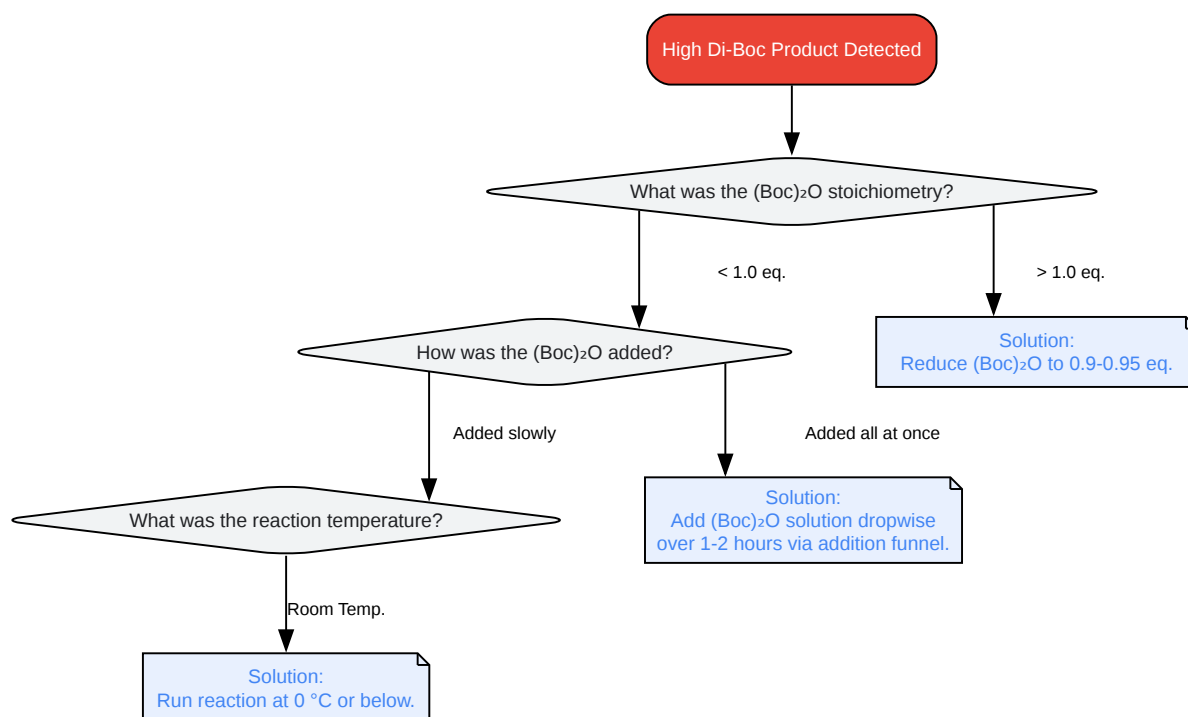 High Di-Boc Product Detected
What was the (Boc)₂O stoichiometry?
< 1.0 eq.
> 1.0 eq.
How was the (Boc)₂O added?
Solution:
Reduce (Boc)₂O to 0.9-0.95 eq.
Added slowly
Added all at once
What was the reaction temperature?
Solution:
Add (Boc)₂O solution dropwise
over 1-2 hours via addition funnel.
Room Temp.
Solution:
Run reaction at 0 °C or below.